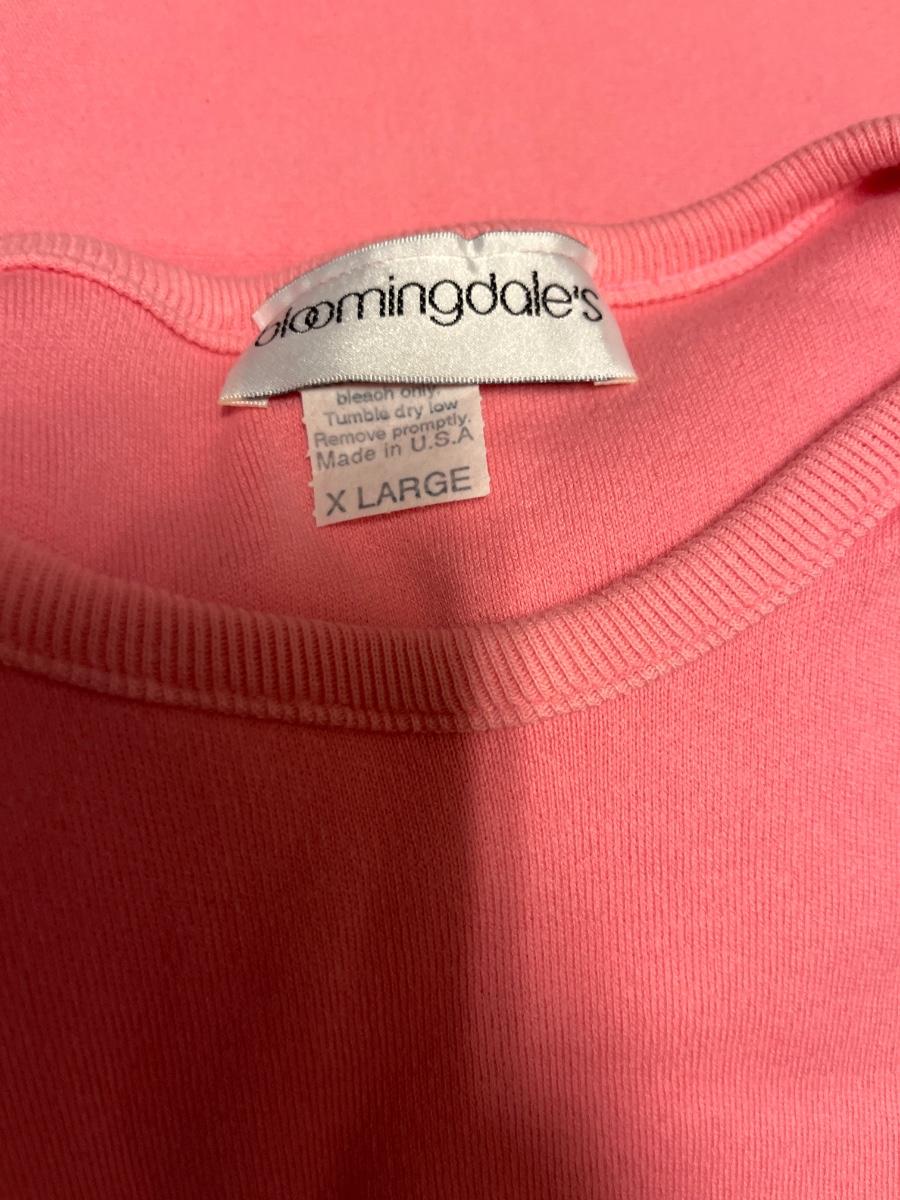 bloomingdale's
bleach only.
Tumble dry low
Remove promptly.
Made in U.S.A
X LARGE